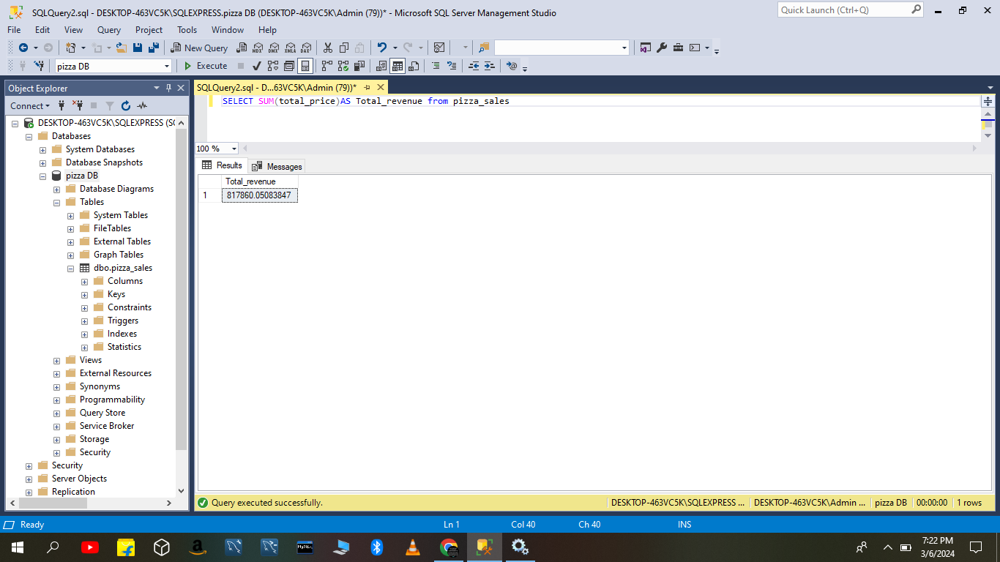 SQLQuery2.sql - DESKTOP-463VC5K\SQLEXPRESS.pizza DB (DESKTOP-463VC5K\Admin (79))* - Microsoft SQL Server Management Studio
Quick Launch (Ctrl+Q)
File Edit View Query Project Tools Window Help
New Query MDX DMX XMLA DAX
pizza DB Execute
Object Explorer
SQLQuery2.sql - D...63VC5K\Admin (79))*
Connect
SELECT SUM(total_price)AS Total_revenue from pizza_sales
DESKTOP-463VC5K\SQLEXPRESS (S
Databases
System Databases
Database Snapshots
pizza DB
Database Diagrams
Tables
System Tables
FileTables
External Tables
Graph Tables
dbo.pizza_sales
Columns
Keys
Constraints
Triggers
Indexes
Statistics
Views
External Resources
Synonyms
Programmability
Query Store
Service Broker
Storage
Security
Security
Server Objects
Replication
100 %
Results Messages
Total_revenue
1 817860.05083847
Query executed successfully.
DESKTOP-463VC5K\SQLEXPRESS ... DESKTOP-463VC5K\Admin ... pizza DB 00:00:00 1 rows
Ready Ln 1 Col 40 Ch 40 INS
MySQL
7:22 PM
3/6/2024